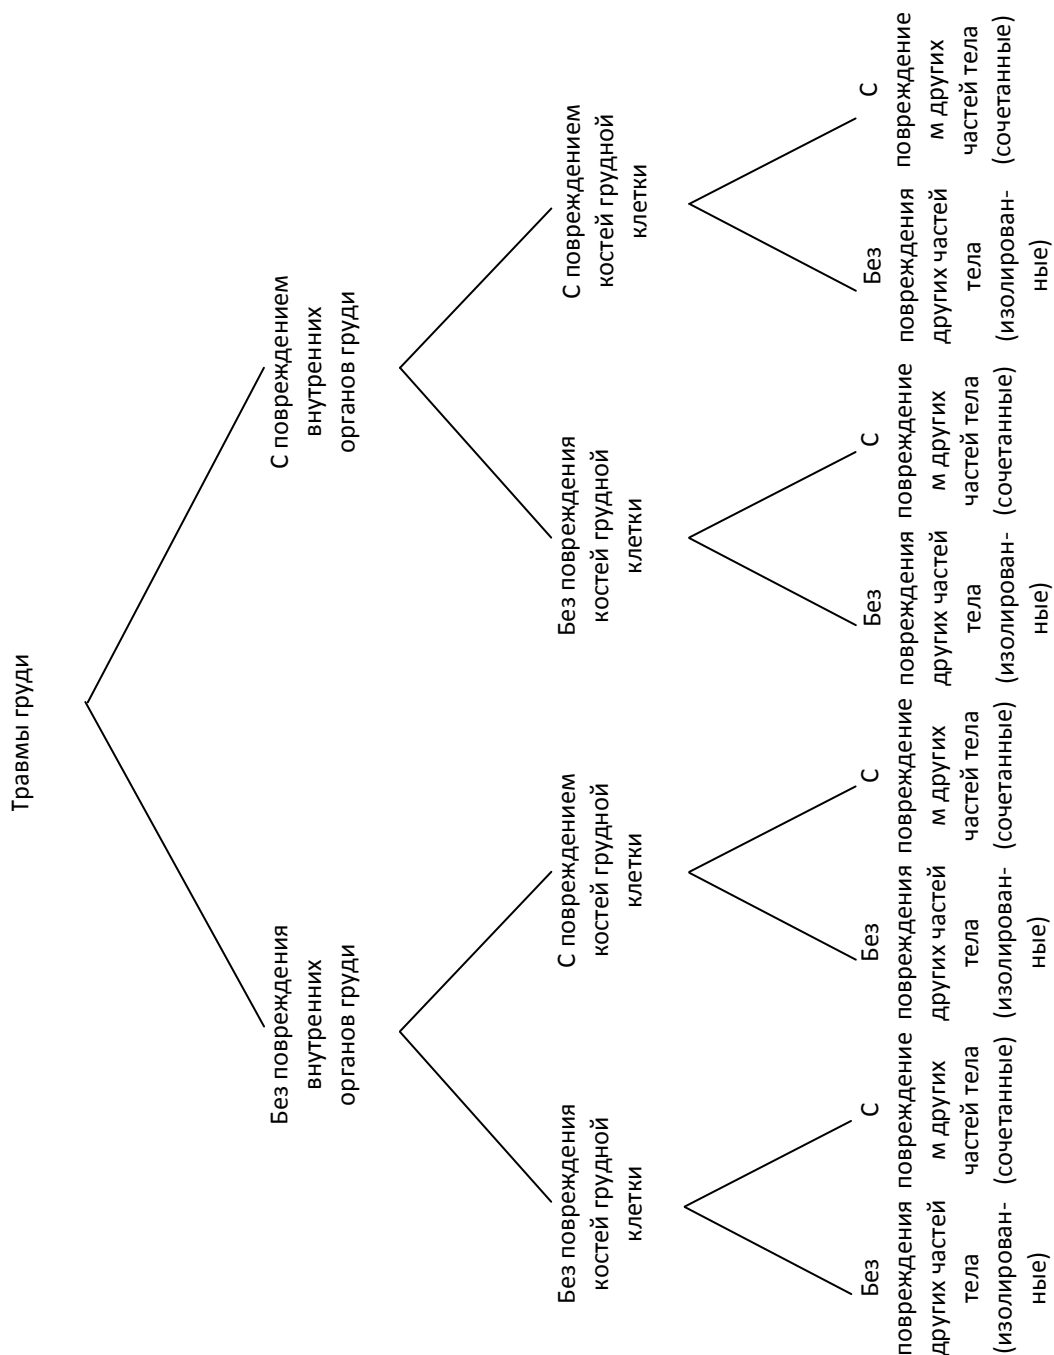 Травмы груди
Без повреждения
внутренних
органов груди
С повреждением
внутренних
органов груди
Без повреждения
костей грудной
клетки
С повреждением
костей грудной
клетки
Без повреждения
костей грудной
клетки
С повреждением
костей грудной
клетки
Без
повреждения
других частей
тела
(изолирован-
ные)
С
повреждение
м других
частей тела
(сочетанные)
Без
повреждения
других частей
тела
(изолирован-
ные)
С
повреждение
м других
частей тела
(сочетанные)
Без
повреждения
других частей
тела
(изолирован-
ные)
С
повреждение
м других
частей тела
(сочетанные)
Без
повреждения
других частей
тела
(изолирован-
ные)
С
повреждение
м других
частей тела
(сочетанные)